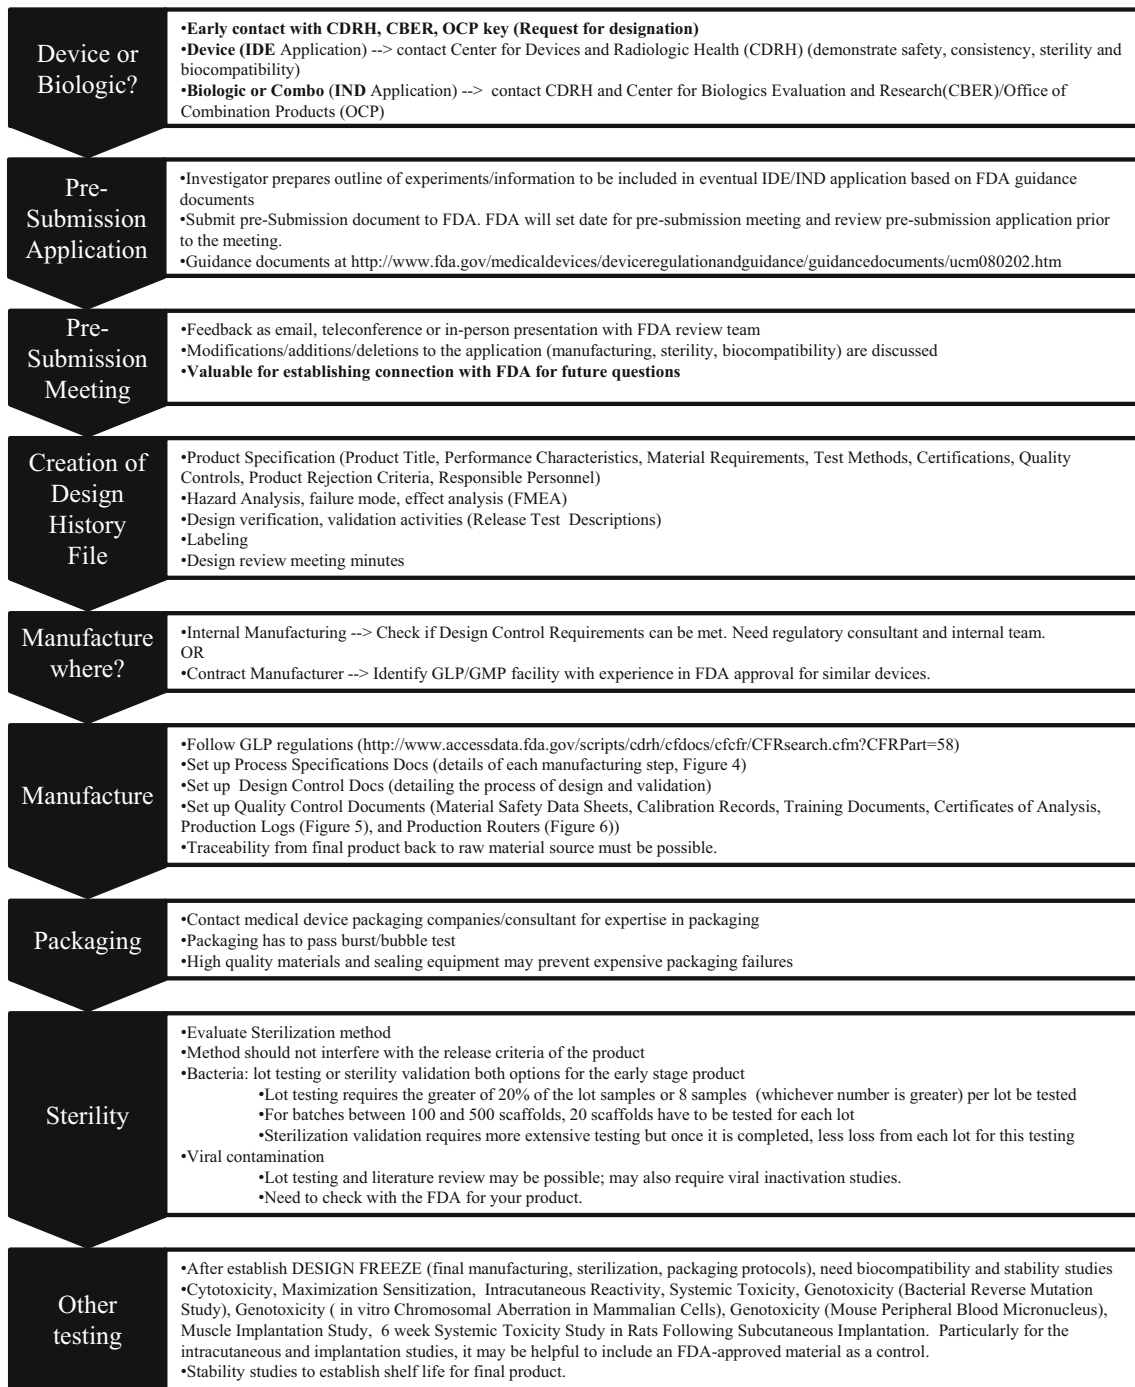 Device or
Biologic?
•Early contact with CDRH, CBER, OCP key (Request for designation)
•Device (IDE Application) --> contact Center for Devices and Radiologic Health (CDRH) (demonstrate safety, consistency, sterility and
biocompatibility)
•Biologic or Combo (IND Application) --> contact CDRH and Center for Biologics Evaluation and Research(CBER)/Office of
Combination Products (OCP)
Pre-
Submission
Application
•Investigator prepares outline of experiments/information to be included in eventual IDE/IND application based on FDA guidance
documents
•Submit pre-Submission document to FDA. FDA will set date for pre-submission meeting and review pre-submission application prior
to the meeting.
•Guidance documents at http://www.fda.gov/medicaldevices/deviceregulationandguidance/guidancedocuments/ucm080202.htm
Pre-
Submission
Meeting
•Feedback as email, teleconference or in-person presentation with FDA review team
•Modifications/additions/deletions to the application (manufacturing, sterility, biocompatibility) are discussed
•Valuable for establishing connection with FDA for future questions
Creation of
Design
History
File
•Product Specification (Product Title, Performance Characteristics, Material Requirements, Test Methods, Certifications, Quality
Controls, Product Rejection Criteria, Responsible Personnel)
•Hazard Analysis, failure mode, effect analysis (FMEA)
•Design verification, validation activities (Release Test Descriptions)
•Labeling
•Design review meeting minutes
Manufacture
where?
•Internal Manufacturing --> Check if Design Control Requirements can be met. Need regulatory consultant and internal team.
OR
•Contract Manufacturer --> Identify GLP/GMP facility with experience in FDA approval for similar devices.
Manufacture
•Follow GLP regulations (http://www.accessdata.fda.gov/scripts/cdrh/cfdocs/cfcfr/CFRsearch.cfm?CFRPart=58)
•Set up Process Specifications Docs (details of each manufacturing step, Figure 4)
•Set up Design Control Docs (detailing the process of design and validation)
•Set up Quality Control Documents (Material Safety Data Sheets, Calibration Records, Training Documents, Certificates of Analysis,
Production Logs (Figure 5), and Production Routers (Figure 6))
•Traceability from final product back to raw material source must be possible.
Packaging
•Contact medical device packaging companies/consultant for expertise in packaging
•Packaging has to pass burst/bubble test
•High quality materials and sealing equipment may prevent expensive packaging failures
Sterility
•Evaluate Sterilization method
•Method should not interfere with the release criteria of the product
•Bacteria: lot testing or sterility validation both options for the early stage product
•Lot testing requires the greater of 20% of the lot samples or 8 samples (whichever number is greater) per lot be tested
•For batches between 100 and 500 scaffolds, 20 scaffolds have to be tested for each lot
•Sterilization validation requires more extensive testing but once it is completed, less loss from each lot for this testing
•Viral contamination
•Lot testing and literature review may be possible; may also require viral inactivation studies.
•Need to check with the FDA for your product.
Other
testing
•After establish DESIGN FREEZE (final manufacturing, sterilization, packaging protocols), need biocompatibility and stability studies
•Cytotoxicity, Maximization Sensitization, Intracutaneous Reactivity, Systemic Toxicity, Genotoxicity (Bacterial Reverse Mutation
Study), Genotoxicity ( in vitro Chromosomal Aberration in Mammalian Cells), Genotoxicity (Mouse Peripheral Blood Micronucleus),
Muscle Implantation Study, 6 week Systemic Toxicity Study in Rats Following Subcutaneous Implantation. Particularly for the
intracutaneous and implantation studies, it may be helpful to include an FDA-approved material as a control.
•Stability studies to establish shelf life for final product.